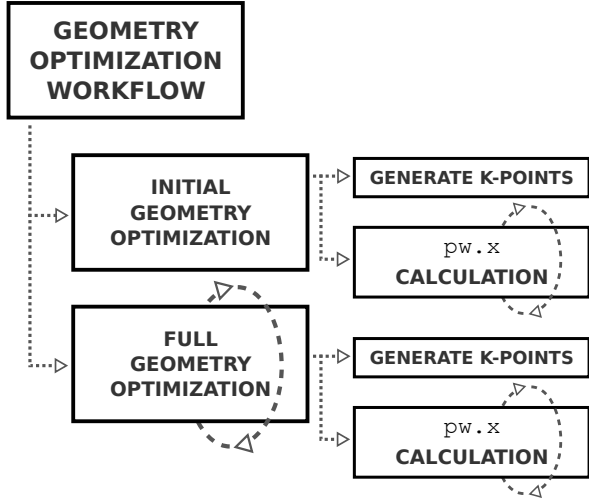 GEOMETRY
OPTIMIZATION
WORKFLOW
INITIAL
GEOMETRY
OPTIMIZATION
GENERATE K-POINTS
pw.x
CALCULATION
FULL
GEOMETRY
OPTIMIZATION
GENERATE K-POINTS
pw.x
CALCULATION